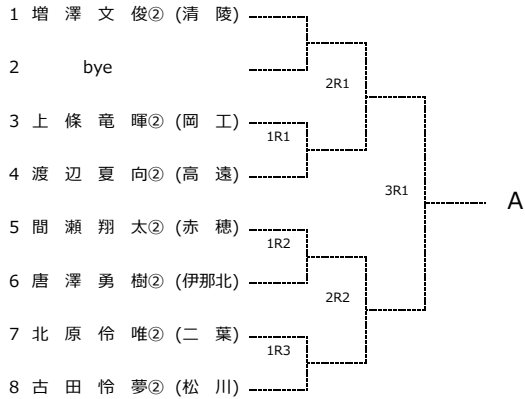 1 増 澤 文 俊② (清 陵)
2 bye
2R1
3 上 條 竜 暉② (岡 工)
1R1
4 渡 辺 夏 向② (高 遠)
3R1
A
5 間 瀬 翔 太② (赤 穂)
1R2
6 唐 澤 勇 樹② (伊那北)
2R2
7 北 原 伶 唯② (二 葉)
1R3
8 古 田 怜 夢② (松 川)